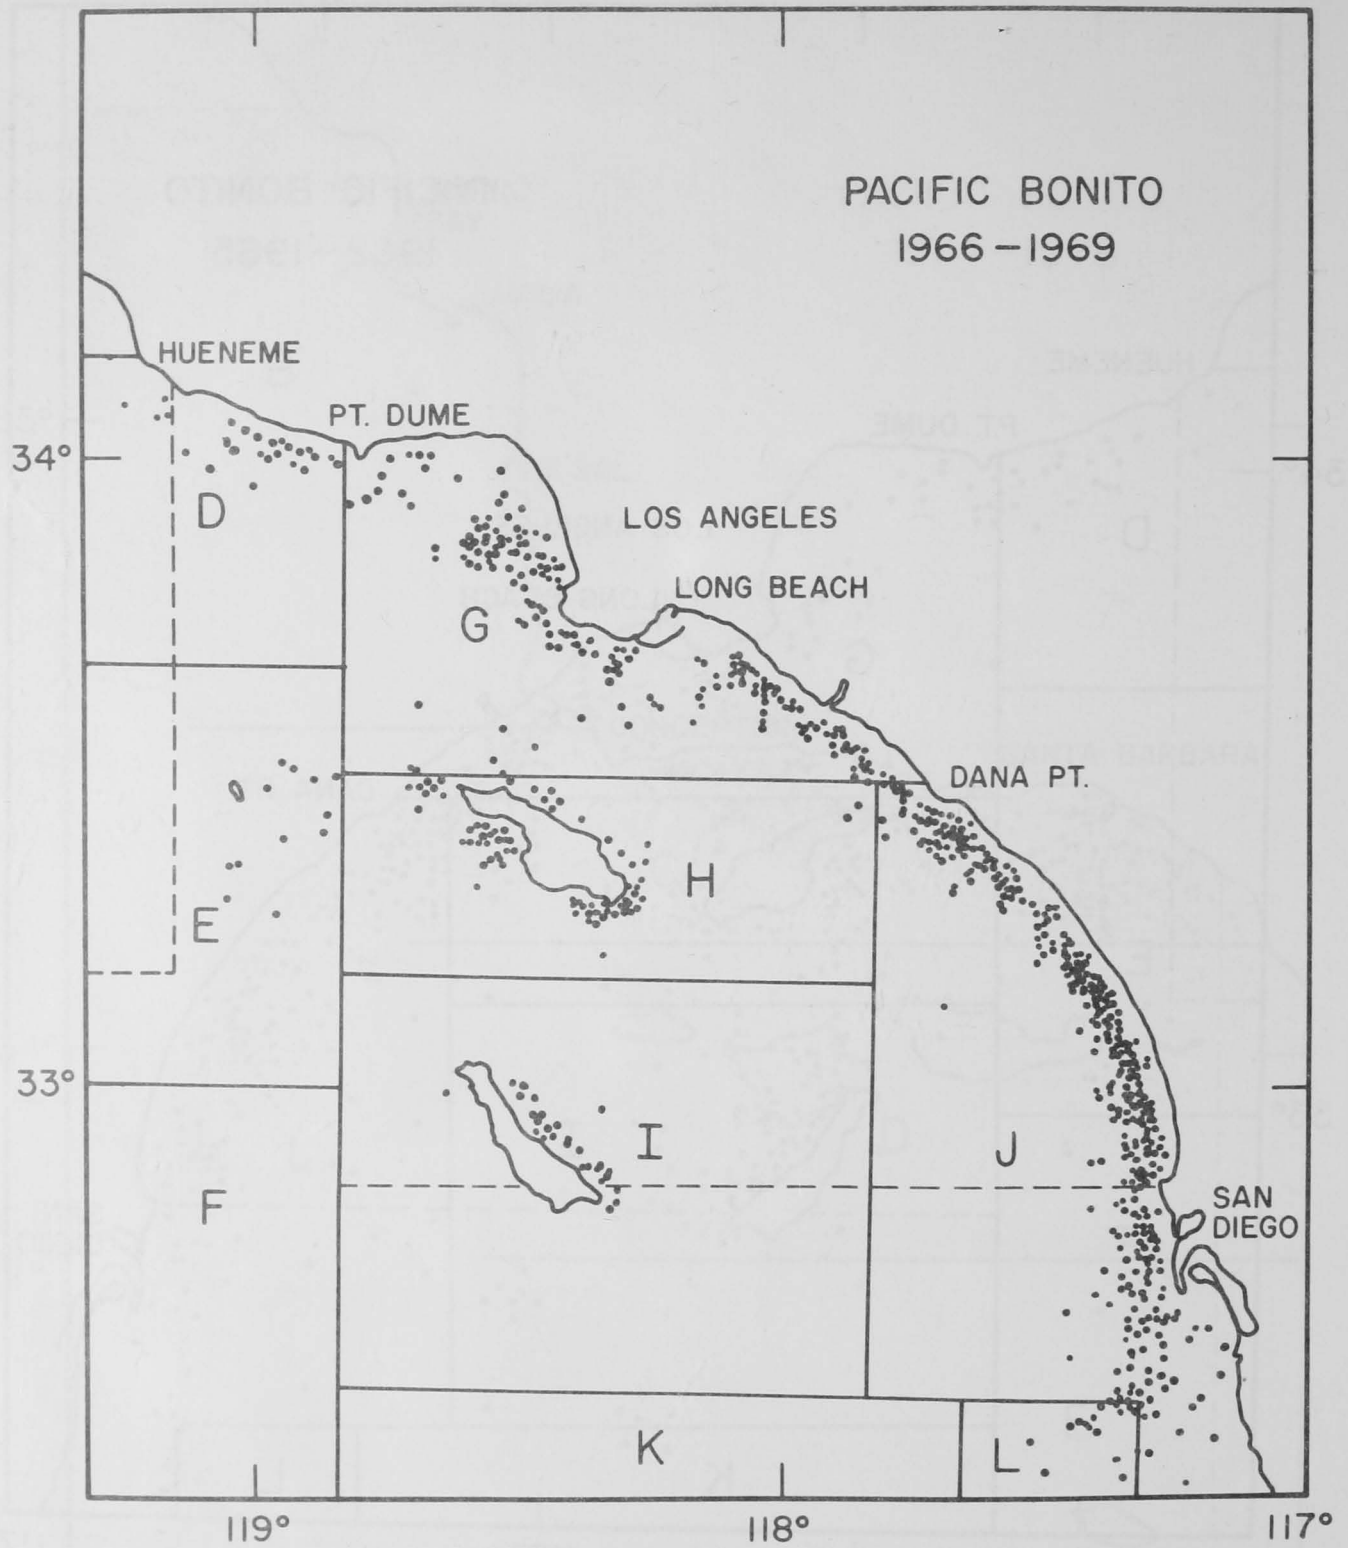 PACIFIC BONITO
1966-1969
HUENEME
PT. DUME
34°
D
LOS ANGELES
LONG BEACH
G
DANA PT.
H
E
33°
I
J
F
SAN
DIEGO
K
L
119°
118°
117°